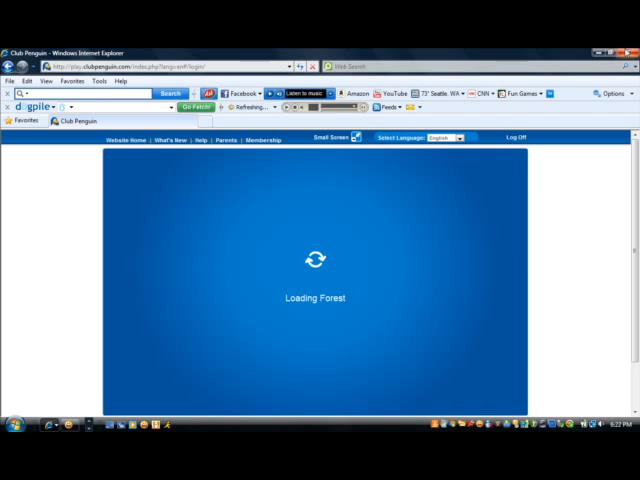 Club Penguin - Windows Internet Explorer
http://play.clubpenguin.com/index.php?lang=en#/login/
Web Search
File Edit View Favorites Tools Help
Search Facebook Listen to music Amazon YouTube 73° Seattle, WA CNN Fun Games Options
dogpile Go Fetch! Refreshing... Feeds
Favorites Club Penguin
Website Home | What's New | Help | Parents | Membership Small Screen Select Language: English Log Off
Loading Forest
6:22 PM